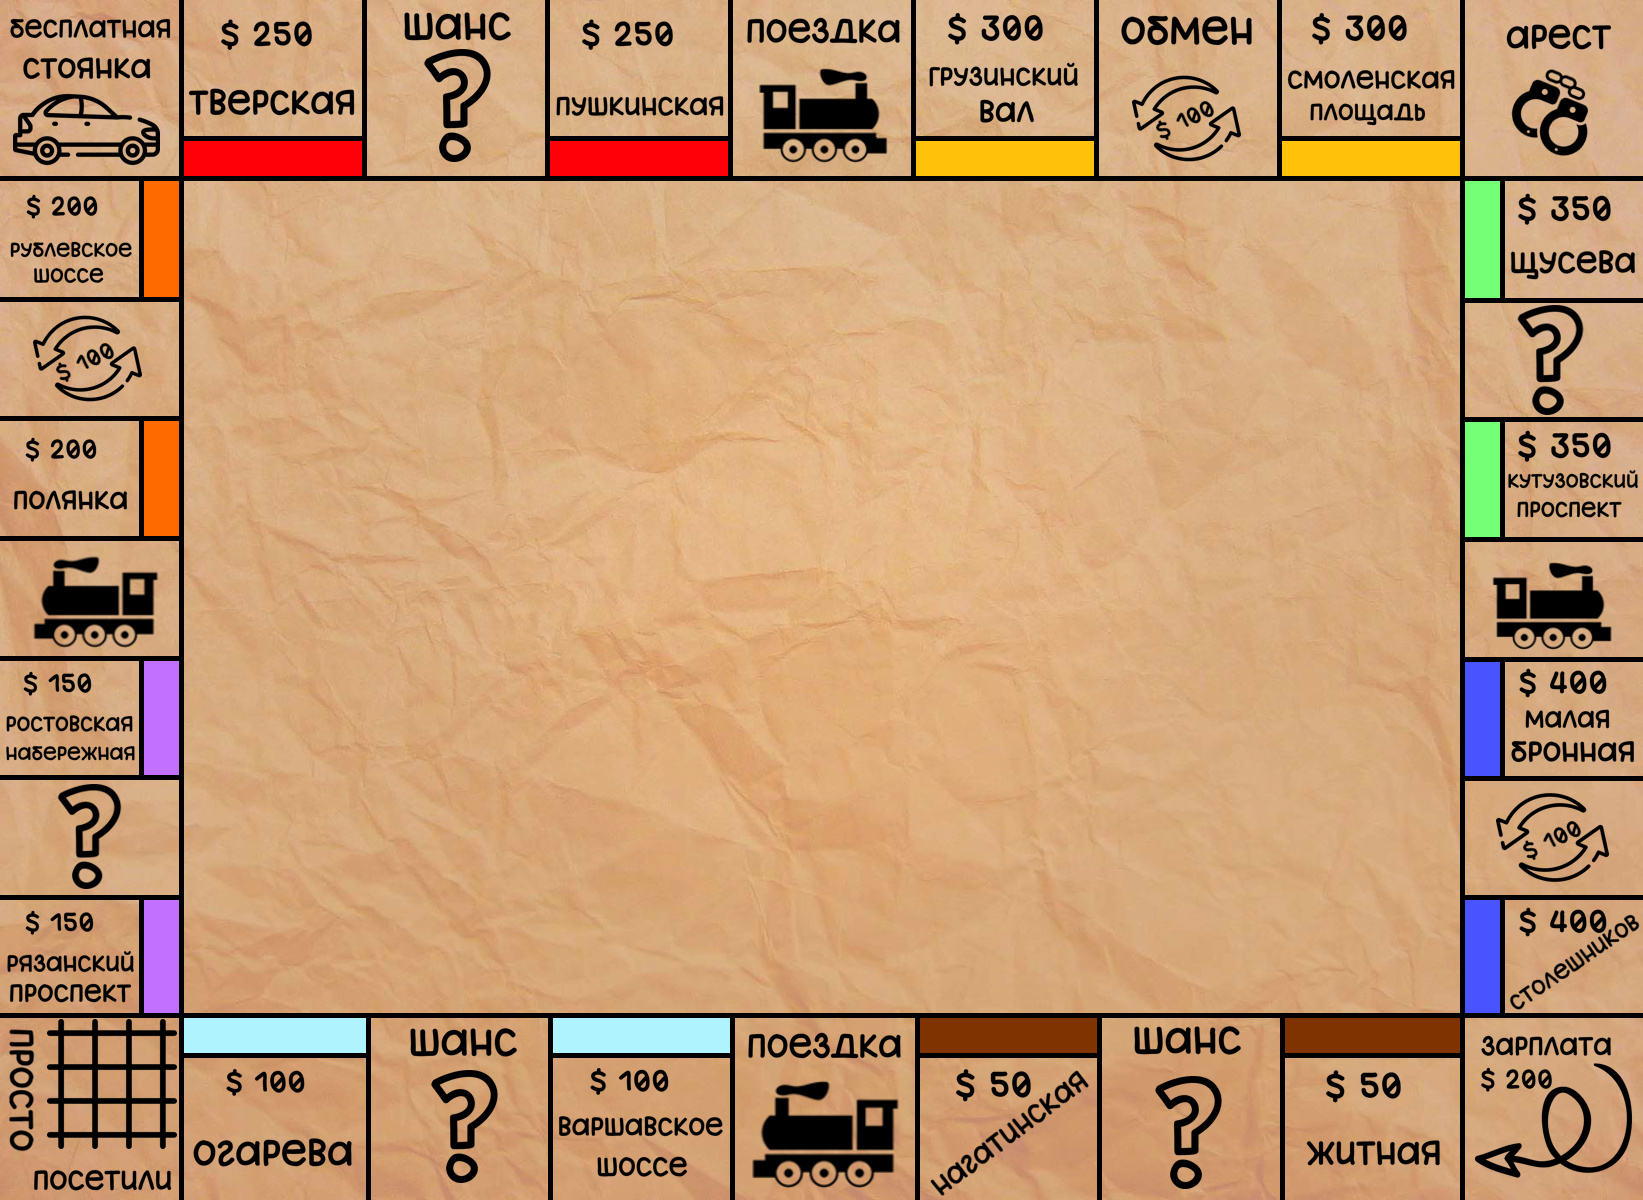 бесплатная
стоянка
$ 250
тверская
шанс
?
$ 250
пушкинская
поездка
$ 300
грузинский
вал
обмен
$ 100
$ 300
смоленская
площадь
арест
$ 200
рублевское
шоссе
$ 350
щусева
$ 100
?
$ 200
полянка
$ 350
кутузовский
проспект
$ 150
ростовская
набережная
$ 400
малая
бронная
?
$ 100
$ 150
рязанский
проспект
$ 400
столешников
просто
посетили
$ 100
огарева
шанс
?
$ 100
варшавское
шоссе
поездка
$ 50
нагатинская
шанс
?
$ 50
житная
зарплата
$ 200